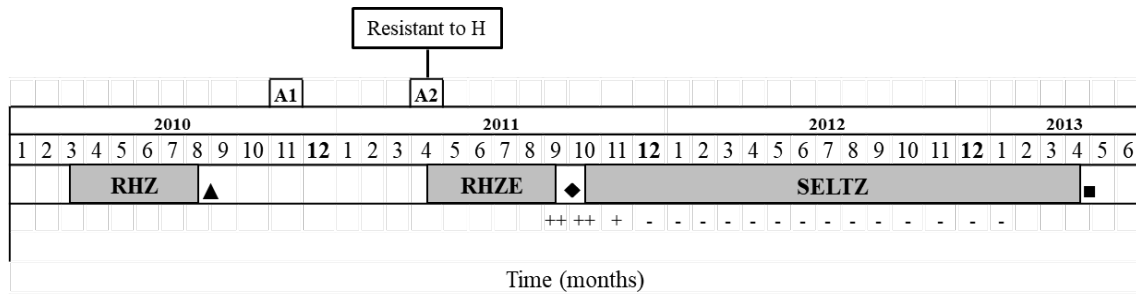 Resistant to H
A1 A2
2010 2011 2012 2013
1 2 3 4 5 6 7 8 9 10 11 12 1 2 3 4 5 6 7 8 9 10 11 12 1 2 3 4 5 6 7 8 9 10 11 12 1 2 3 4 5 6
RHZ ▲ RHZE ◆ SELTZ ■
++ ++ + - - - - - - - - - - - - - -
Time (months)